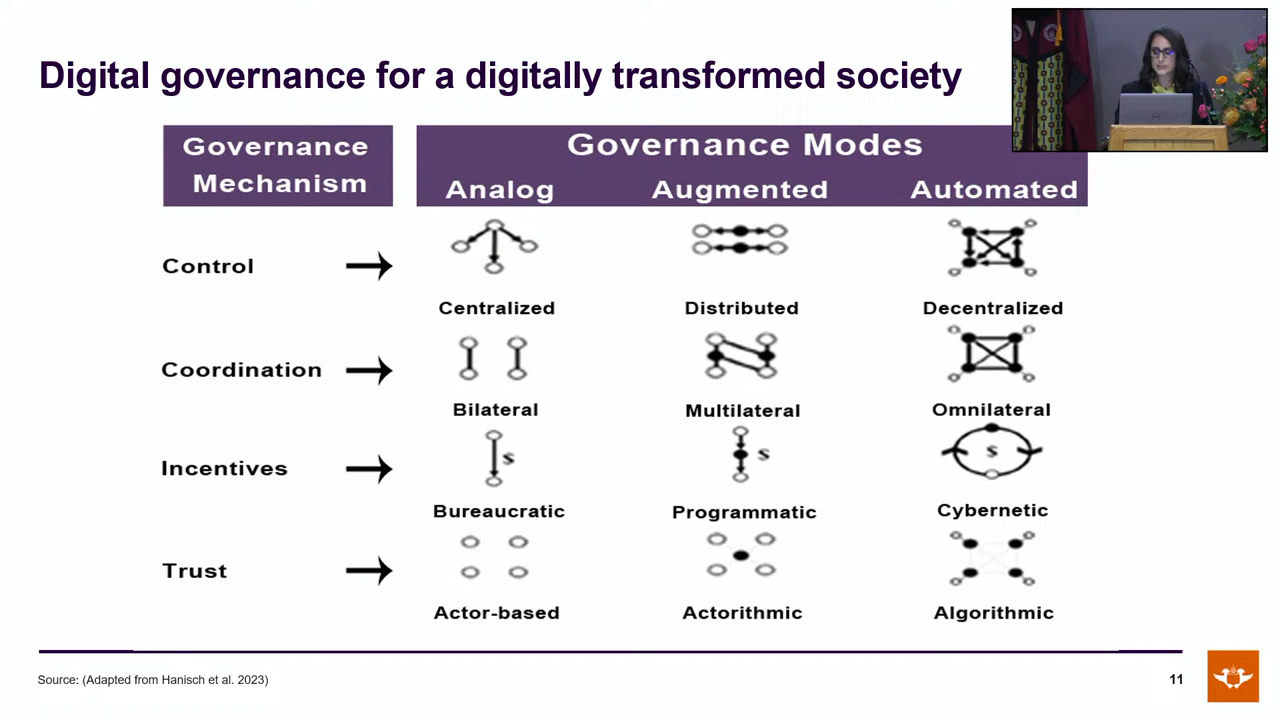 Digital governance for a digitally transformed society
Governance
Mechanism
Governance Modes
Analog
Augmented
Automated
Control
Centralized
Distributed
Decentralized
Coordination
Bilateral
Multilateral
Omnilateral
Incentives
$
$
$
Bureaucratic
Programmatic
Cybernetic
Trust
Actor-based
Actorithmic
Algorithmic
Source: (Adapted from Hanisch et al. 2023)
11